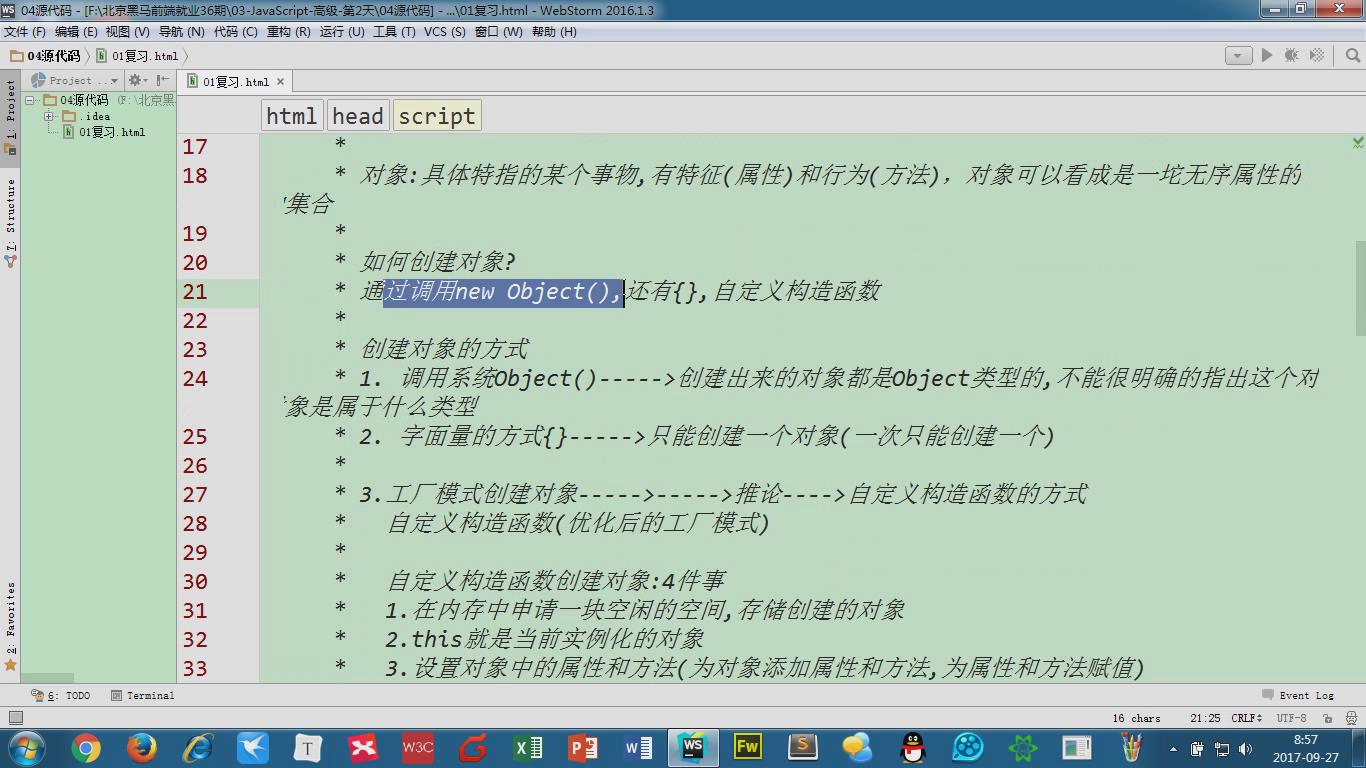 04源代码 - [F:\北京黑马前端就业36期\03-JavaScript-高级-第2天\04源代码] - ...\01复习.html - WebStorm 2016.1.3
文件 (F) 编辑 (E) 视图 (V) 导航 (N) 代码 (C) 重构 (R) 运行 (U) 工具 (T) VCS (S) 窗口 (W) 帮助 (H)
04源代码 01复习.html
Project ... 01复习.html ×
04源代码 (F:\北京黑
.idea
01复习.html
1: Project
7: Structure
2: Favorites
html head script
17 *
18 * 对象:具体特指的某个事物,有特征(属性)和行为(方法), 对象可以看成是一坨无序属性的
集合
19 *
20 * 如何创建对象?
21 * 通过调用new Object(),还有{},自定义构造函数
22 *
23 * 创建对象的方式
24 * 1. 调用系统Object()----->创建出来的对象都是Object类型的,不能很明确的指出这个对
象是属于什么类型
25 * 2. 字面量的方式{}----->只能创建一个对象(一次只能创建一个)
26 *
27 * 3.工厂模式创建对象----->----->推论---->自定义构造函数的方式
28 * 自定义构造函数(优化后的工厂模式)
29 *
30 * 自定义构造函数创建对象:4件事
31 * 1.在内存中申请一块空闲的空间,存储创建的对象
32 * 2.this就是当前实例化的对象
33 * 3.设置对象中的属性和方法(为对象添加属性和方法,为属性和方法赋值)
6: TODO Terminal Event Log
16 chars 21:25 CRLF UTF-8
T W3C X P W WS Fw S
8:57
2017-09-27